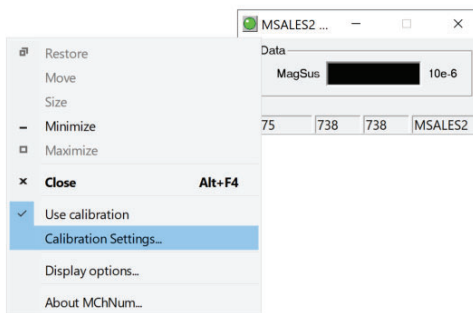 MSALES2 ...
Data
MagSus 10e-6
75 738 738 MSALES2
Restore
Move
Size
Minimize
Maximize
Close Alt+F4
Use calibration
Calibration Settings...
Display options...
About MChNum...